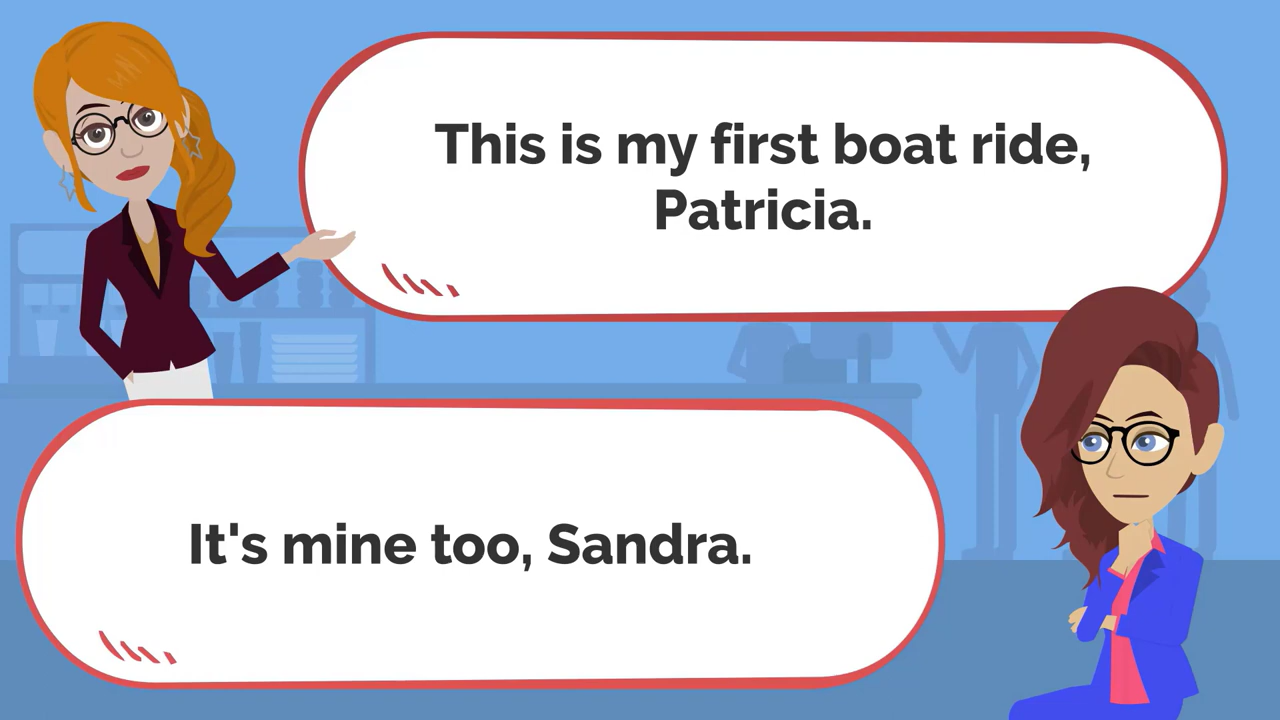 This is my first boat ride,
Patricia.
It's mine too, Sandra.